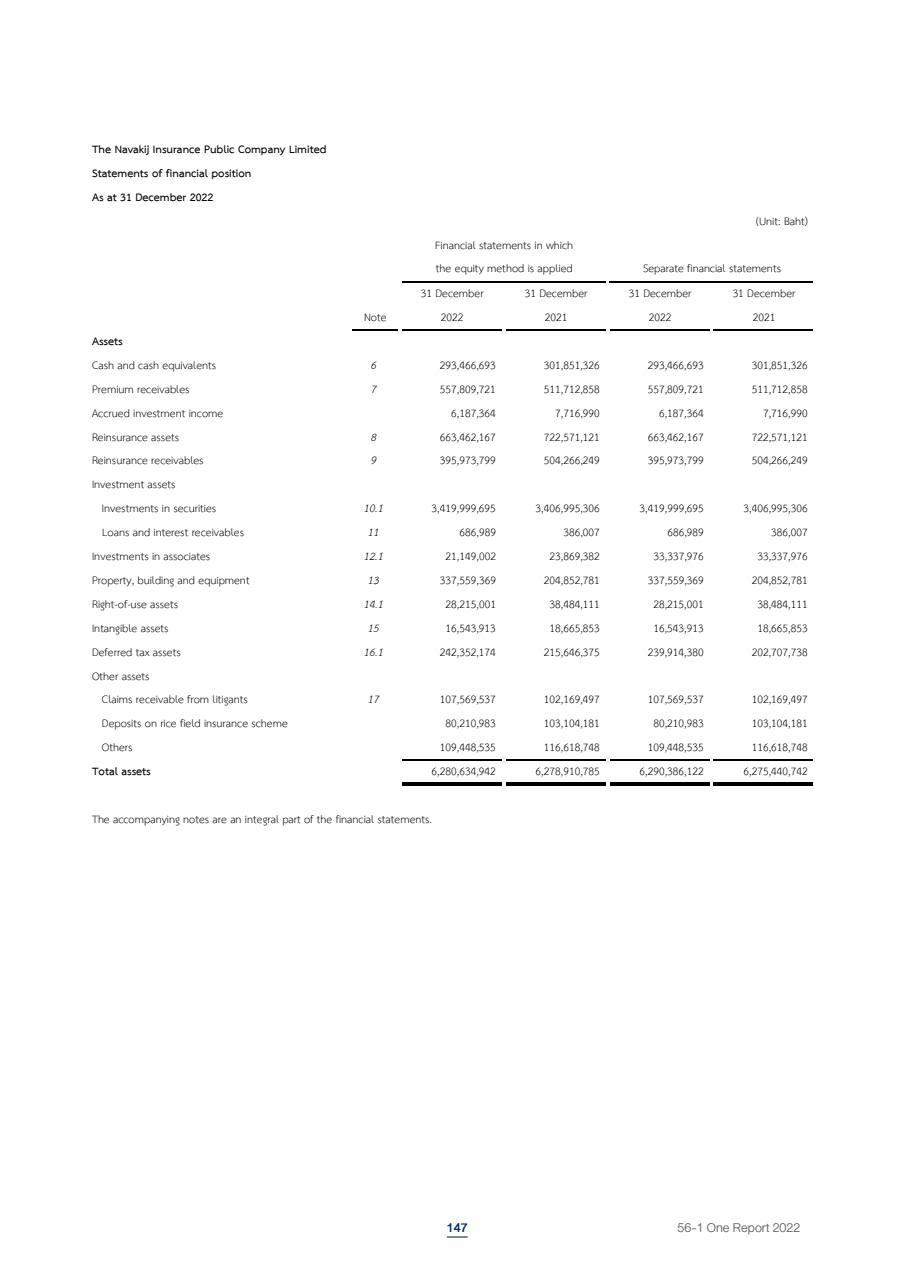 The Navakij Insurance Public Company Limited
Statements of financial position
As at 31 December 2022
(Unit: Baht)
Financial statements in which
the equity method is applied Separate financial statements
31 December 31 December 31 December 31 December
Note 2022 2021 2022 2021
Assets
Cash and cash equivalents 6 293,466,693 301,851,326 293,466,693 301,851,326
Premium receivables 7 557,809,721 511,712,858 557,809,721 511,712,858
Accrued investment income 6,187,364 7,716,990 6,187,364 7,716,990
Reinsurance assets 8 663,462,167 722,571,121 663,462,167 722,571,121
Reinsurance receivables 9 395,973,799 504,266,249 395,973,799 504,266,249
Investment assets
Investments in securities 10.1 3,419,999,695 3,406,995,306 3,419,999,695 3,406,995,306
Loans and interest receivables 11 686,989 386,007 686,989 386,007
Investments in associates 12.1 21,149,002 23,869,382 33,337,976 33,337,976
Property, building and equipment 13 337,559,369 204,852,781 337,559,369 204,852,781
Right-of-use assets 14.1 28,215,001 38,484,111 28,215,001 38,484,111
Intangible assets 15 16,543,913 18,665,853 16,543,913 18,665,853
Deferred tax assets 16.1 242,352,174 215,646,375 239,914,380 202,707,738
Other assets
Claims receivable from litigants 17 107,569,537 102,169,497 107,569,537 102,169,497
Deposits on rice field insurance scheme 80,210,983 103,104,181 80,210,983 103,104,181
Others 109,448,535 116,618,748 109,448,535 116,618,748
Total assets 6,280,634,942 6,278,910,785 6,290,386,122 6,275,440,742
The accompanying notes are an integral part of the financial statements.
147 56-1 One Report 2022